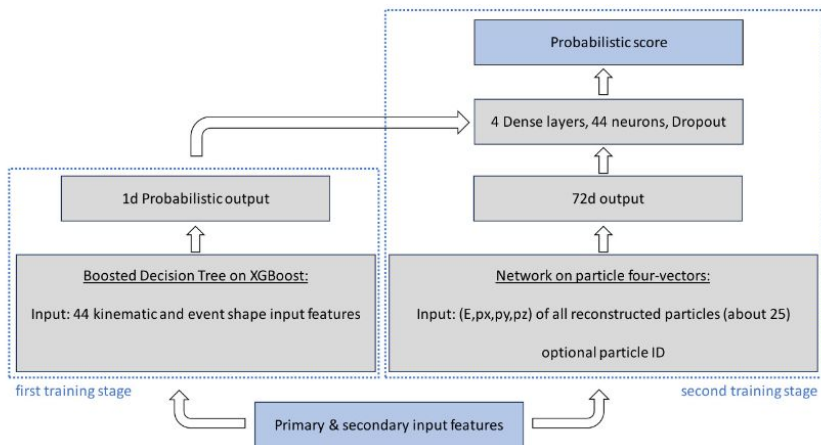 Probabilistic score
4 Dense layers, 44 neurons, Dropout
1d Probabilistic output
72d output
Boosted Decision Tree on XGBoost:
Input: 44 kinematic and event shape input features
Network on particle four-vectors:
Input: (E,px,py,pz) of all reconstructed particles (about 25)
optional particle ID
first training stage
second training stage
Primary & secondary input features